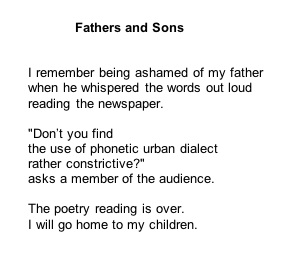 Fathers and Sons
I remember being ashamed of my father
when he whispered the words out loud
reading the newspaper.
"Don't you find
the use of phonetic urban dialect
rather constrictive?"
asks a member of the audience.
The poetry reading is over.
I will go home to my children.